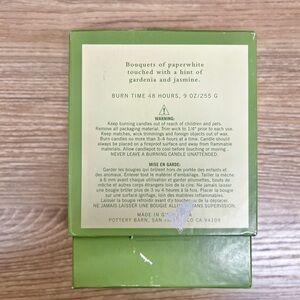 Bouquets of paperwhite
touched with a hint of
gardenia and jasmine.
BURN TIME 48 HOURS, 9 OZ/255 G
WARNING:
Keep burning candles out of reach of children and pets.
Remove all packaging material. Trim wick to 1/4" prior to each use.
Keep matches, wick trimmings and foreign objects out of wax.
Burn candles no more than 3-4 hours at a time. Candle should
always be placed on a fireproof surface and away from flammable
materials. Allow candlepot to cool before touching or moving.
NEVER LEAVE A BURNING CANDLE UNATTENDED.
MISE EN GARDE:
Garder les bougies qui brûlent hors de portée des enfants et des
animaux. Enlever tout le matériel d'emballage. Tailler la mèche
à 6 mm avant chaque utilisation et garder allumettes, bouts de
mèche et autres corps étrangers loin de la cire. Ne jamais laisser
une bougie brûler plus de 3 ou 4 heures à la fois. Placer la bougie
sur une surface ignifuge, loin des matières inflammables.
Laisser la bougie refroidir avant d'y toucher ou de la déplacer.
NE JAMAIS LAISSER UNE BOUGIE ALLUMÉE SANS SUPERVISION.
MADE IN
POTTERY BARN, SAN CO CA 94109